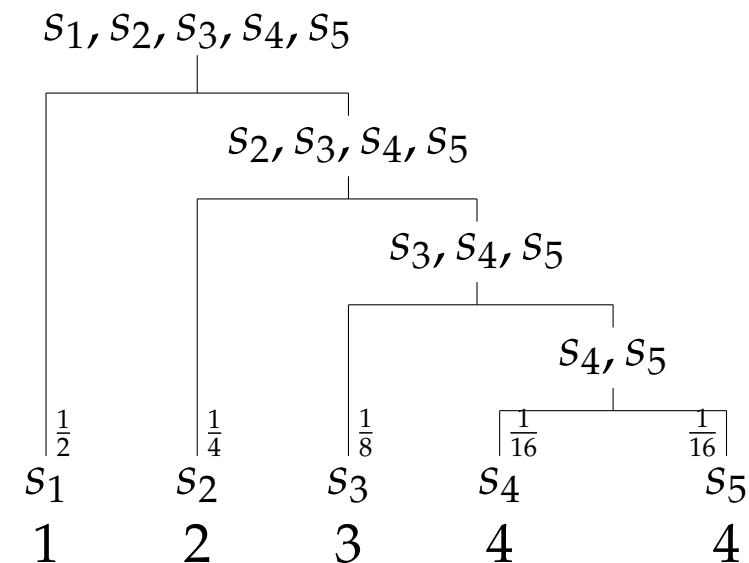 s₁, s₂, s₃, s₄, s₅
s₂, s₃, s₄, s₅
s₃, s₄, s₅
s₄, s₅
1/2 1/4 1/8 1/16 1/16
s₁ s₂ s₃ s₄ s₅
1 2 3 4 4